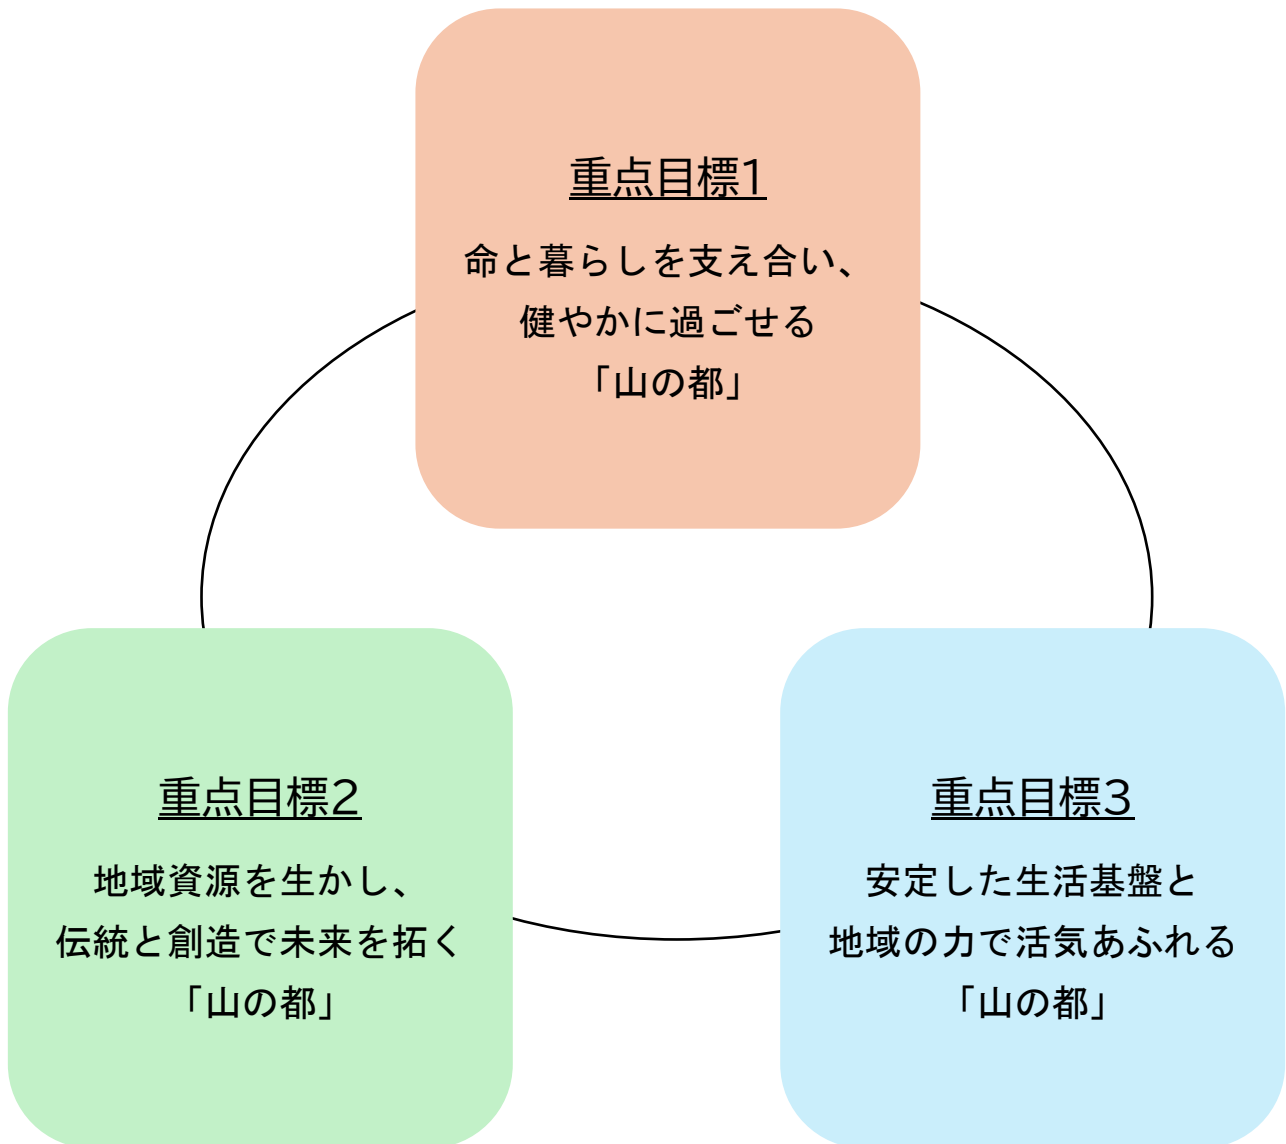 重点目標1
命と暮らしを支え合い、
健やかに過ごせる
「山の都」
重点目標2
地域資源を生かし、
伝統と創造で未来を拓く
「山の都」
重点目標3
安定した生活基盤と
地域の力で活気あふれる
「山の都」